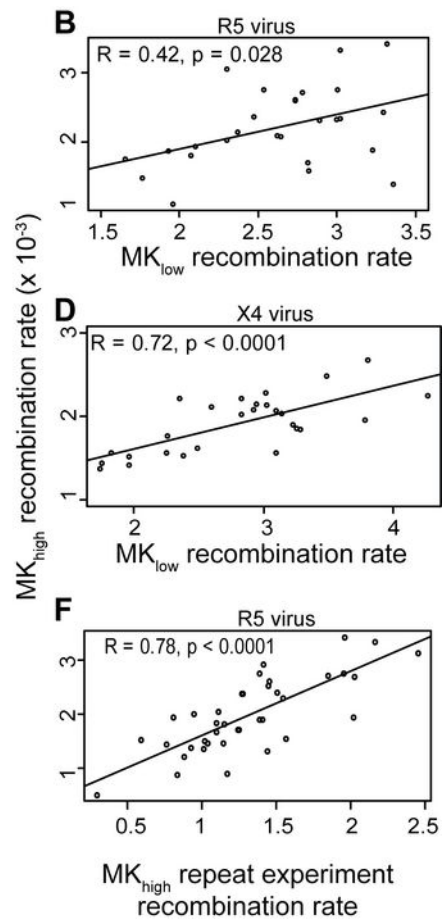 B
R5 virus
R = 0.42, p = 0.028
3
2
1
1.5 2 2.5 3.0 3.5
MKlow recombination rate
D
X4 virus
R = 0.72, p < 0.0001
3
2
1
2 3 4
MKlow recombination rate
MKhigh recombination rate (x 10-3)
F
R5 virus
R = 0.78, p < 0.0001
3
2
1
0.5 1 1.5 2 2.5
MKhigh repeat experiment
recombination rate